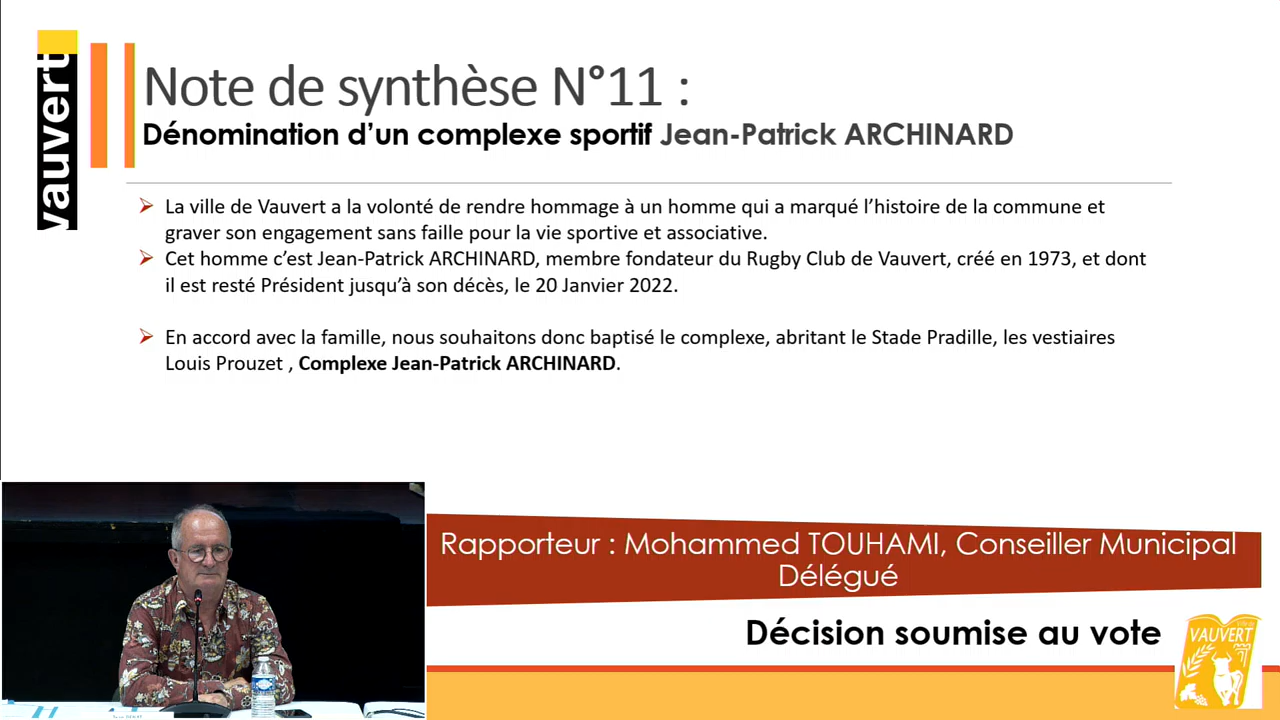 vauvert
Note de synthèse N°11 :
Dénomination d’un complexe sportif Jean-Patrick ARCHINARD
La ville de Vauvert a la volonté de rendre hommage à un homme qui a marqué l’histoire de la commune et
graver son engagement sans faille pour la vie sportive et associative.
Cet homme c’est Jean-Patrick ARCHINARD, membre fondateur du Rugby Club de Vauvert, créé en 1973, et dont
il est resté Président jusqu’à son décès, le 20 Janvier 2022.
En accord avec la famille, nous souhaitons donc baptisé le complexe, abritant le Stade Pradille, les vestiaires
Louis Prouzet , Complexe Jean-Patrick ARCHINARD.
Rapporteur : Mohammed TOUHAMI, Conseiller Municipal
Délégué
Décision soumise au vote
VAUVERT